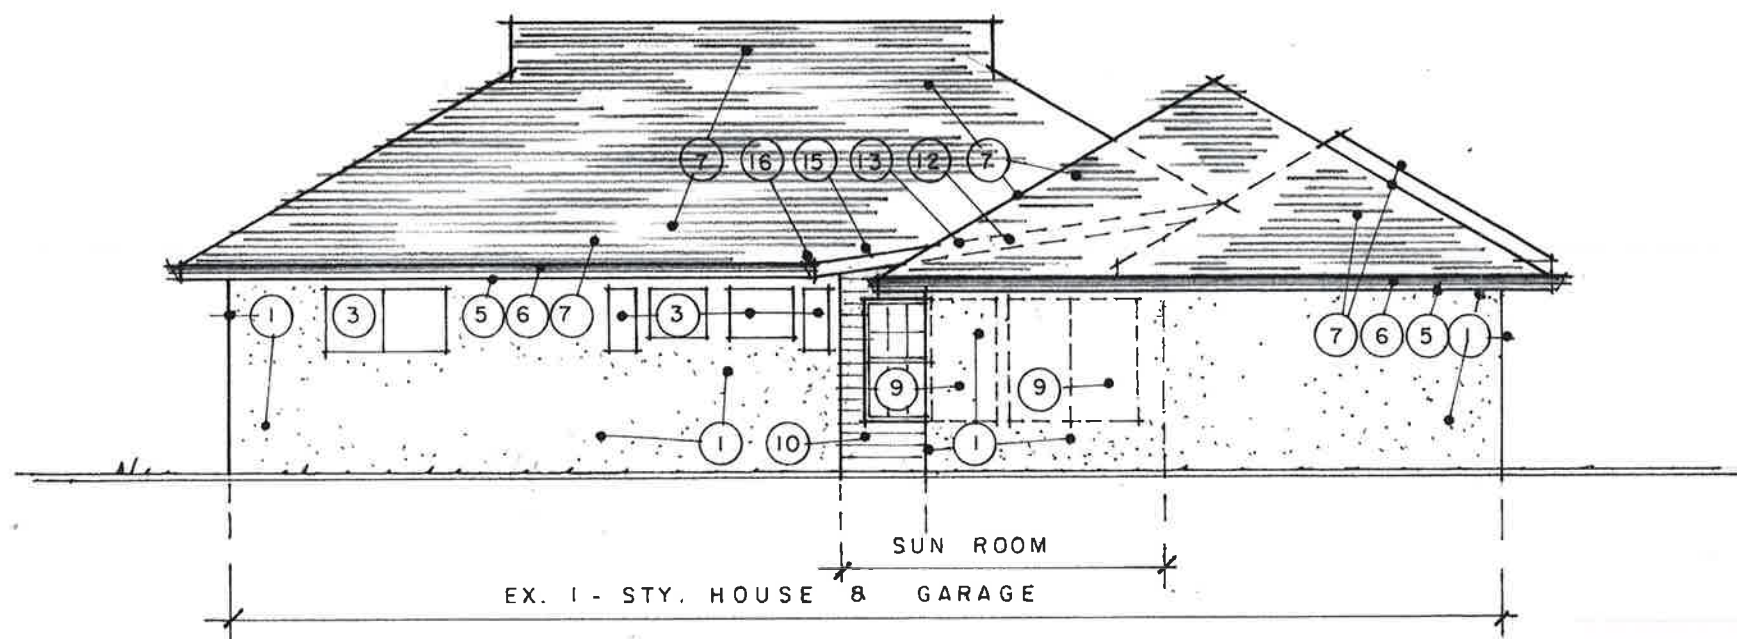 7 16 15 13 12 7
1 3 5 6 7 3 7 6 5 1
9 9
1 10 1
SUN ROOM
EX. 1 - STY. HOUSE & GARAGE